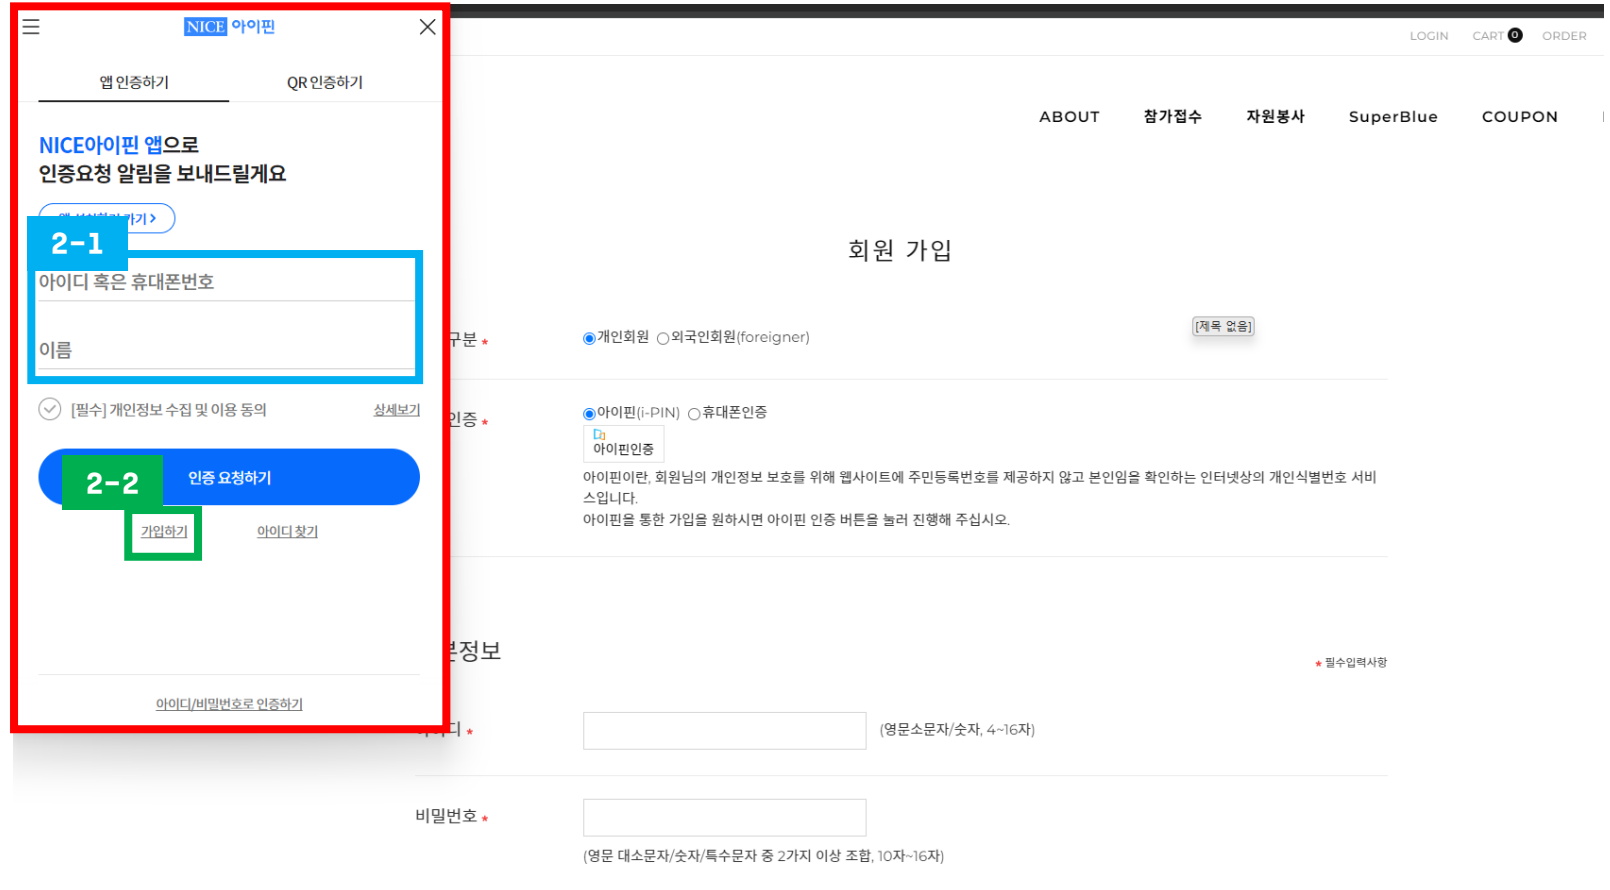 NICE 아이핀
앱 인증하기
QR 인증하기
NICE아이핀 앱으로
인증요청 알림을 보내드릴게요
가기 >
2-1
아이디 혹은 휴대폰번호
이름
[필수] 개인정보 수집 및 이용 동의
상세보기
인증 요청하기
2-2
가입하기
아이디 찾기
아이디/비밀번호로 인증하기
LOGIN CART 0 ORDER
ABOUT 참가접수 자원봉사 SuperBlue COUPON
회원 가입
구분 *
개인회원 외국인회원(foreigner)
[제목 없음]
인증 *
아이핀(i-PIN) 휴대폰인증
아이핀인증
아이핀이란, 회원님의 개인정보 보호를 위해 웹사이트에 주민등록번호를 제공하지 않고 본인임을 확인하는 인터넷상의 개인식별번호 서비
스입니다.
아이핀을 통한 가입을 원하시면 아이핀 인증 버튼을 눌러 진행해 주십시오.
정보
* 필수입력사항
디 *
(영문소문자/숫자, 4~16자)
비밀번호 *
(영문 대소문자/숫자/특수문자 중 2가지 이상 조합, 10자~16자)